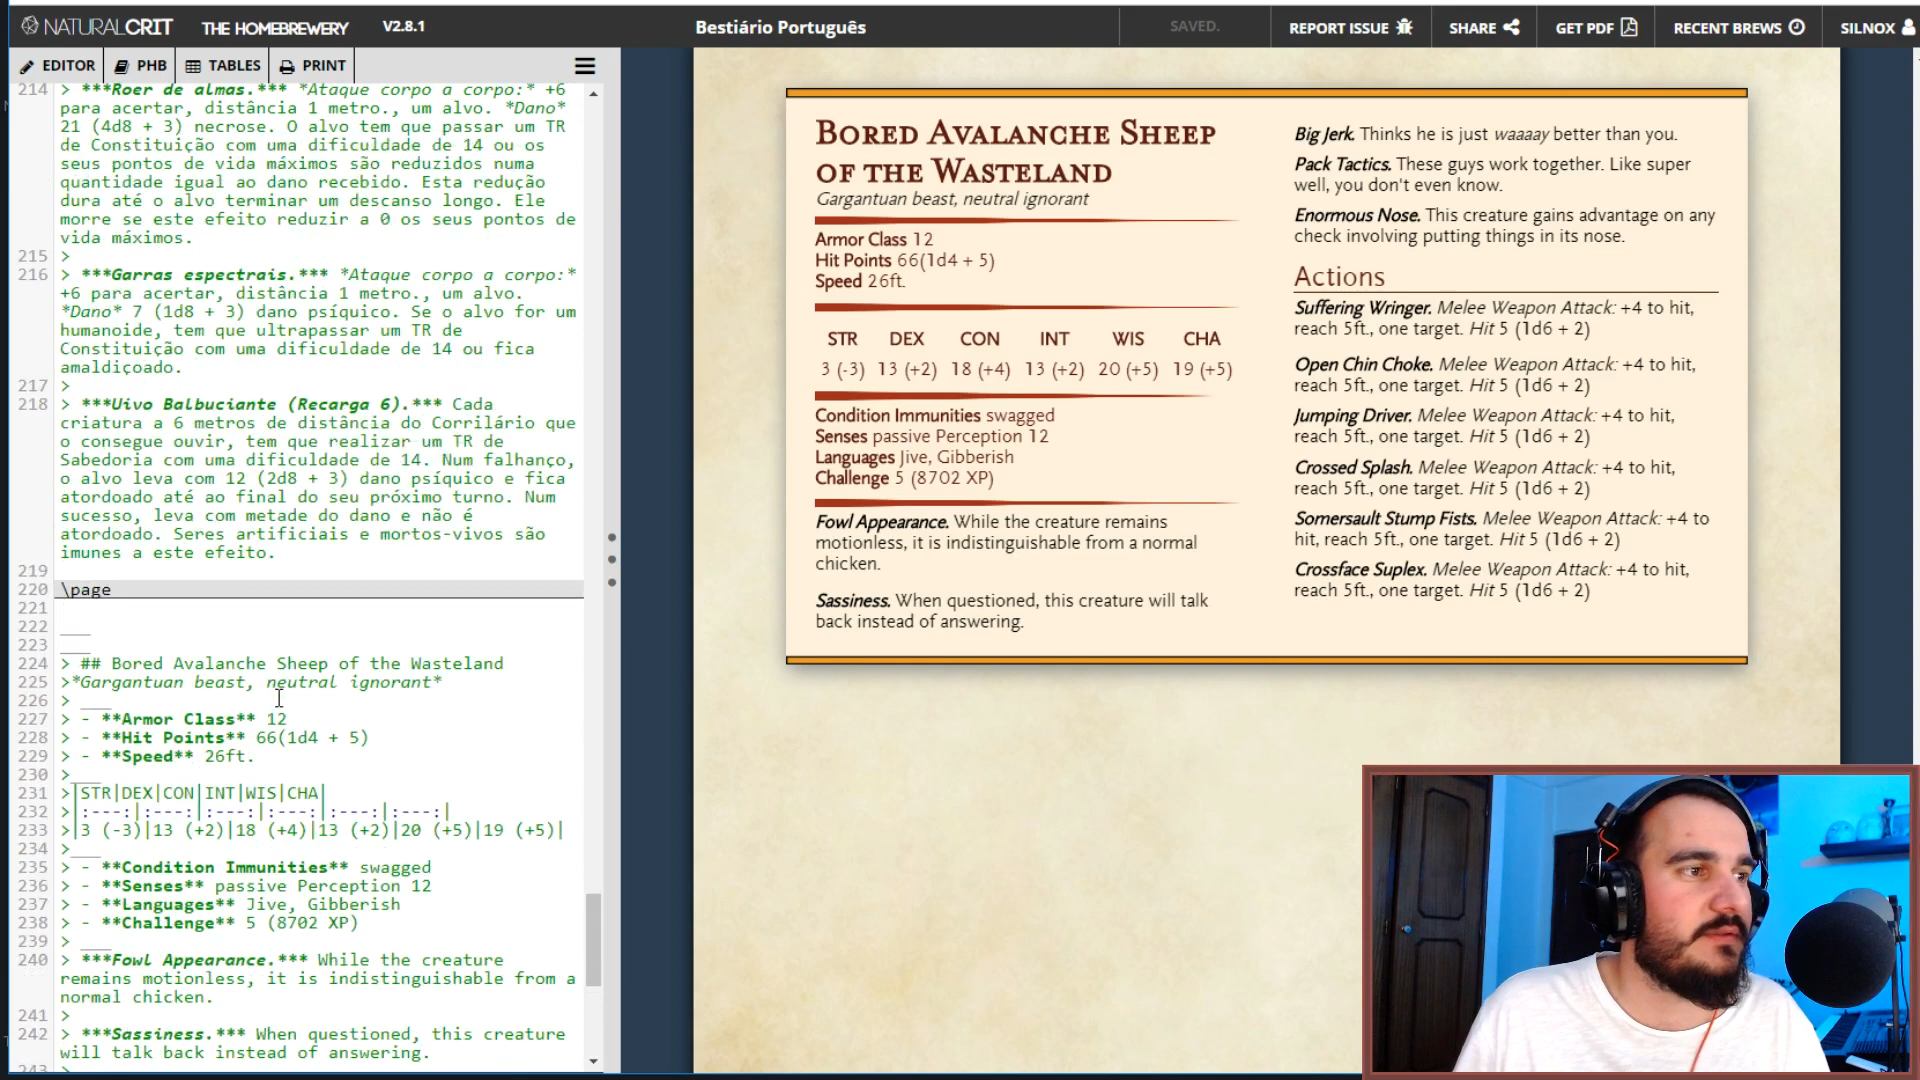 NATURALCRIT THE HOMEBREWERY V2.8.1 Bestiário Português SAVED. REPORT ISSUE SHARE GET PDF RECENT BREWS SILNOX
EDITOR PHB TABLES PRINT
214 > ***Roer de almas.*** *Ataque corpo a corpo:* +6
para acertar, distância 1 metro., um alvo. *Dano*
21 (4d8 + 3) necrose. O alvo tem que passar um TR
de Constituição com uma dificuldade de 14 ou os
seus pontos de vida máximos são reduzidos numa
quantidade igual ao dano recebido. Esta redução
dura até o alvo terminar um descanso longo. Ele
morre se este efeito reduzir a 0 os seus pontos de
vida máximos.
215 >
216 > ***Garras espectrais.*** *Ataque corpo a corpo:*
+6 para acertar, distância 1 metro., um alvo.
*Dano* 7 (1d8 + 3) dano psíquico. Se o alvo for um
humanoide, tem que ultrapassar um TR de
Constituição com uma dificuldade de 14 ou fica
amaldiçoado.
217 >
218 > ***Uivo Balbuciante (Recarga 6).*** Cada
criatura a 6 metros de distância do Corrilário que
o consegue ouvir, tem que realizar um TR de
Sabedoria com uma dificuldade de 14. Num falhanço,
o alvo leva com 12 (2d8 + 3) dano psíquico e fica
atordoado até ao final do seu próximo turno. Num
sucesso, leva com metade do dano e não é
atordoado. Seres artificiais e mortos-vivos são
imunes a este efeito.
219
220 \page
221
222 ___
223 ___
224 > ## Bored Avalanche Sheep of the Wasteland
225 >*Gargantuan beast, neutral ignorant*
226 > ___
227 > - **Armor Class** 12
228 > - **Hit Points** 66(1d4 + 5)
229 > - **Speed** 26ft.
230 >___
231 >|STR|DEX|CON|INT|WIS|CHA|
232 >|:---:|:---:|:---:|:---:|:---:|:---:|
233 >|3 (-3)|13 (+2)|18 (+4)|13 (+2)|20 (+5)|19 (+5)|
234 >___
235 > - **Condition Immunities** swagged
236 > - **Senses** passive Perception 12
237 > - **Languages** Jive, Gibberish
238 > - **Challenge** 5 (8702 XP)
239 > ___
240 > ***Fowl Appearance.*** While the creature
remains motionless, it is indistinguishable from a
normal chicken.
241 >
242 > ***Sassiness.*** When questioned, this creature
will talk back instead of answering.
243 >
Bored Avalanche Sheep
of the Wasteland
Gargantuan beast, neutral ignorant
Armor Class 12
Hit Points 66(1d4 + 5)
Speed 26ft.
STR DEX CON INT WIS CHA
3 (-3) 13 (+2) 18 (+4) 13 (+2) 20 (+5) 19 (+5)
Condition Immunities swagged
Senses passive Perception 12
Languages Jive, Gibberish
Challenge 5 (8702 XP)
Fowl Appearance. While the creature remains
motionless, it is indistinguishable from a normal
chicken.
Sassiness. When questioned, this creature will talk
back instead of answering.
Big Jerk. Thinks he is just waaaay better than you.
Pack Tactics. These guys work together. Like super
well, you don't even know.
Enormous Nose. This creature gains advantage on any
check involving putting things in its nose.
Actions
Suffering Wringer. Melee Weapon Attack: +4 to hit,
reach 5ft., one target. Hit 5 (1d6 + 2)
Open Chin Choke. Melee Weapon Attack: +4 to hit,
reach 5ft., one target. Hit 5 (1d6 + 2)
Jumping Driver. Melee Weapon Attack: +4 to hit,
reach 5ft., one target. Hit 5 (1d6 + 2)
Crossed Splash. Melee Weapon Attack: +4 to hit,
reach 5ft., one target. Hit 5 (1d6 + 2)
Somersault Stump Fists. Melee Weapon Attack: +4 to
hit, reach 5ft., one target. Hit 5 (1d6 + 2)
Crossface Suplex. Melee Weapon Attack: +4 to hit,
reach 5ft., one target. Hit 5 (1d6 + 2)